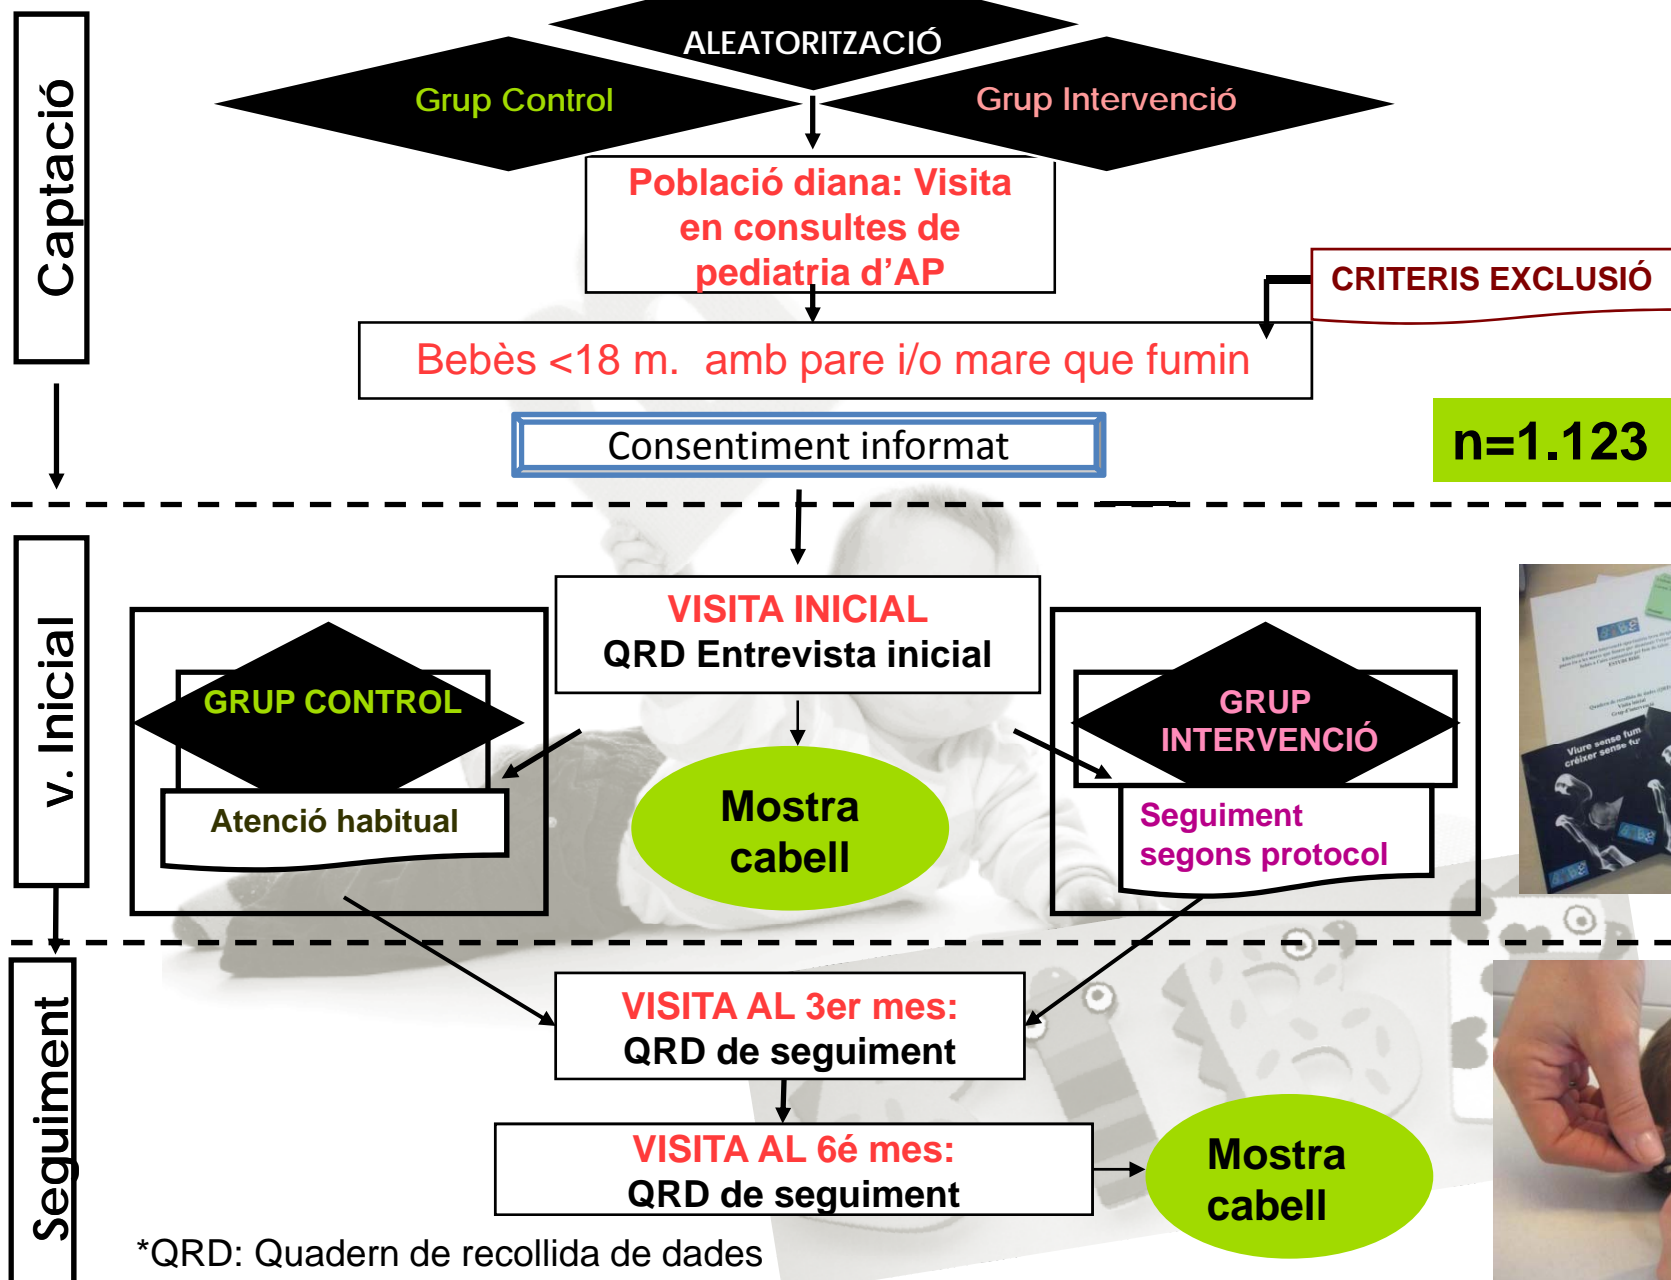 ALEATORITZACIÓ
Grup Control
Grup Intervenció
Captació
Població diana: Visita
en consultes de
pediatria d’AP
CRITERIS EXCLUSIÓ
Bebès <18 m. amb pare i/o mare que fumin
Consentiment informat
n=1.123
v. Inicial
VISITA INICIAL
QRD Entrevista inicial
GRUP CONTROL
Atenció habitual
Mostra
cabell
GRUP
INTERVENCIÓ
Seguiment
segons protocol
Viure sense fum
créixer sense
Seguiment
VISITA AL 3er mes:
QRD de seguiment
VISITA AL 6é mes:
QRD de seguiment
Mostra
cabell
*QRD: Quadern de recollida de dades